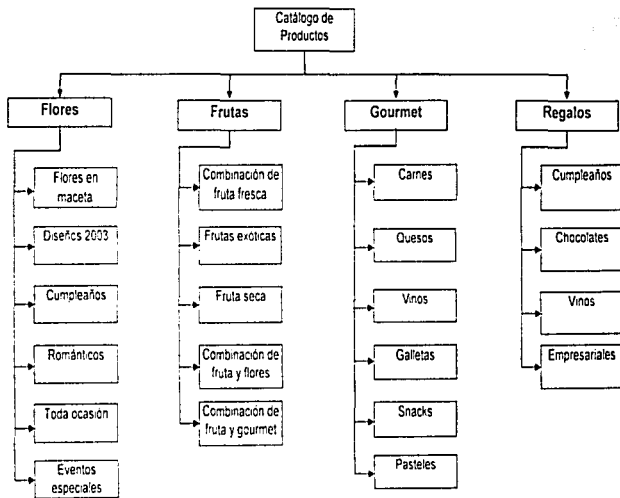 Catálogo de
Productos
Flores
Frutas
Gourmet
Regalos
Flores en
maceta
Diseños 2003
Cumpleaños
Románticos
Toda ocasión
Eventos
especiales
Combinación de
fruta fresca
Frutas exóticas
Fruta seca
Combinación de
fruta y flores
Combinación de
fruta y gourmet
Carnes
Quesos
Vinos
Galletas
Snacks
Pasteles
Cumpleaños
Chocolates
Vinos
Empresariales